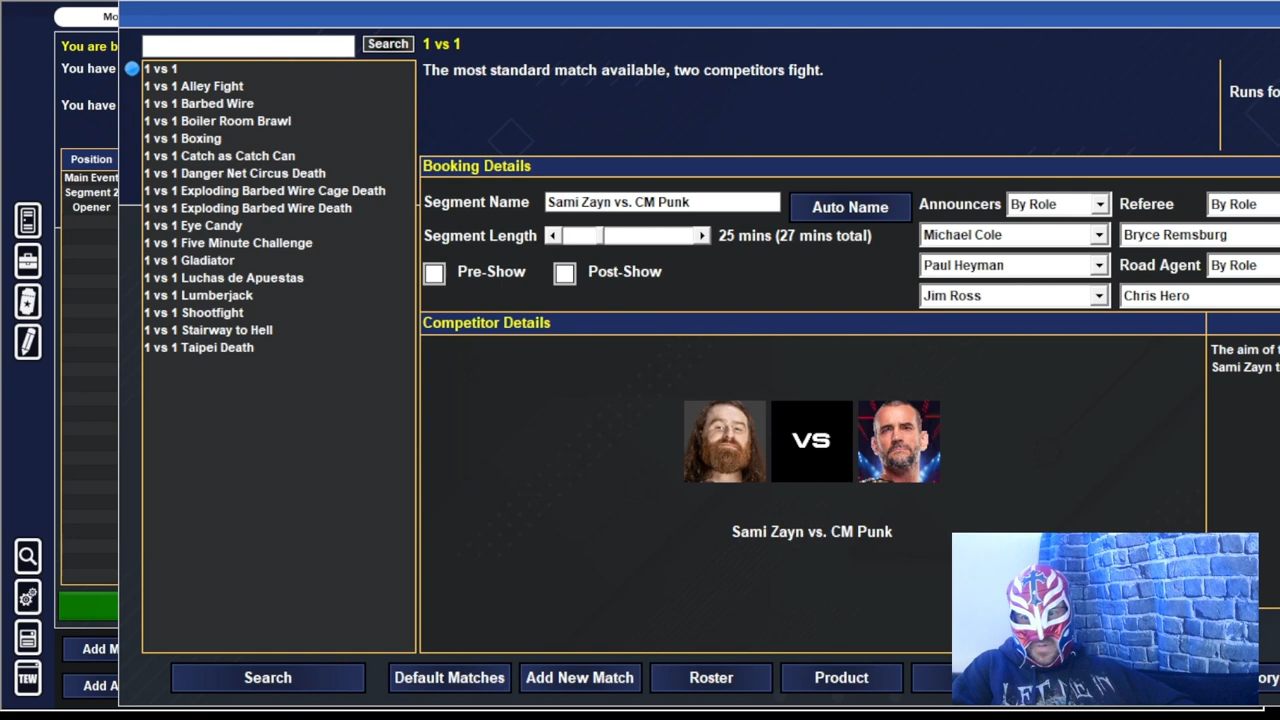 Mo
You are b
You have
You have
Position
Main Event
Segment 2
Opener
Add M
Add A
TEW
Search
1 vs 1
1 vs 1 Alley Fight
1 vs 1 Barbed Wire
1 vs 1 Boiler Room Brawl
1 vs 1 Boxing
1 vs 1 Catch as Catch Can
1 vs 1 Danger Net Circus Death
1 vs 1 Exploding Barbed Wire Cage Death
1 vs 1 Exploding Barbed Wire Death
1 vs 1 Eye Candy
1 vs 1 Five Minute Challenge
1 vs 1 Gladiator
1 vs 1 Luchas de Apuestas
1 vs 1 Lumberjack
1 vs 1 Shootfight
1 vs 1 Stairway to Hell
1 vs 1 Taipei Death
1 vs 1
The most standard match available, two competitors fight.
Runs fo
Booking Details
Segment Name Sami Zayn vs. CM Punk Auto Name Announcers By Role Referee By Role
Segment Length 25 mins (27 mins total) Michael Cole Bryce Remsburg
Pre-Show Post-Show Paul Heyman Road Agent By Role
Jim Ross Chris Hero
Competitor Details
The aim of t
Sami Zayn t
VS
Sami Zayn vs. CM Punk
Search Default Matches Add New Match Roster Product ory